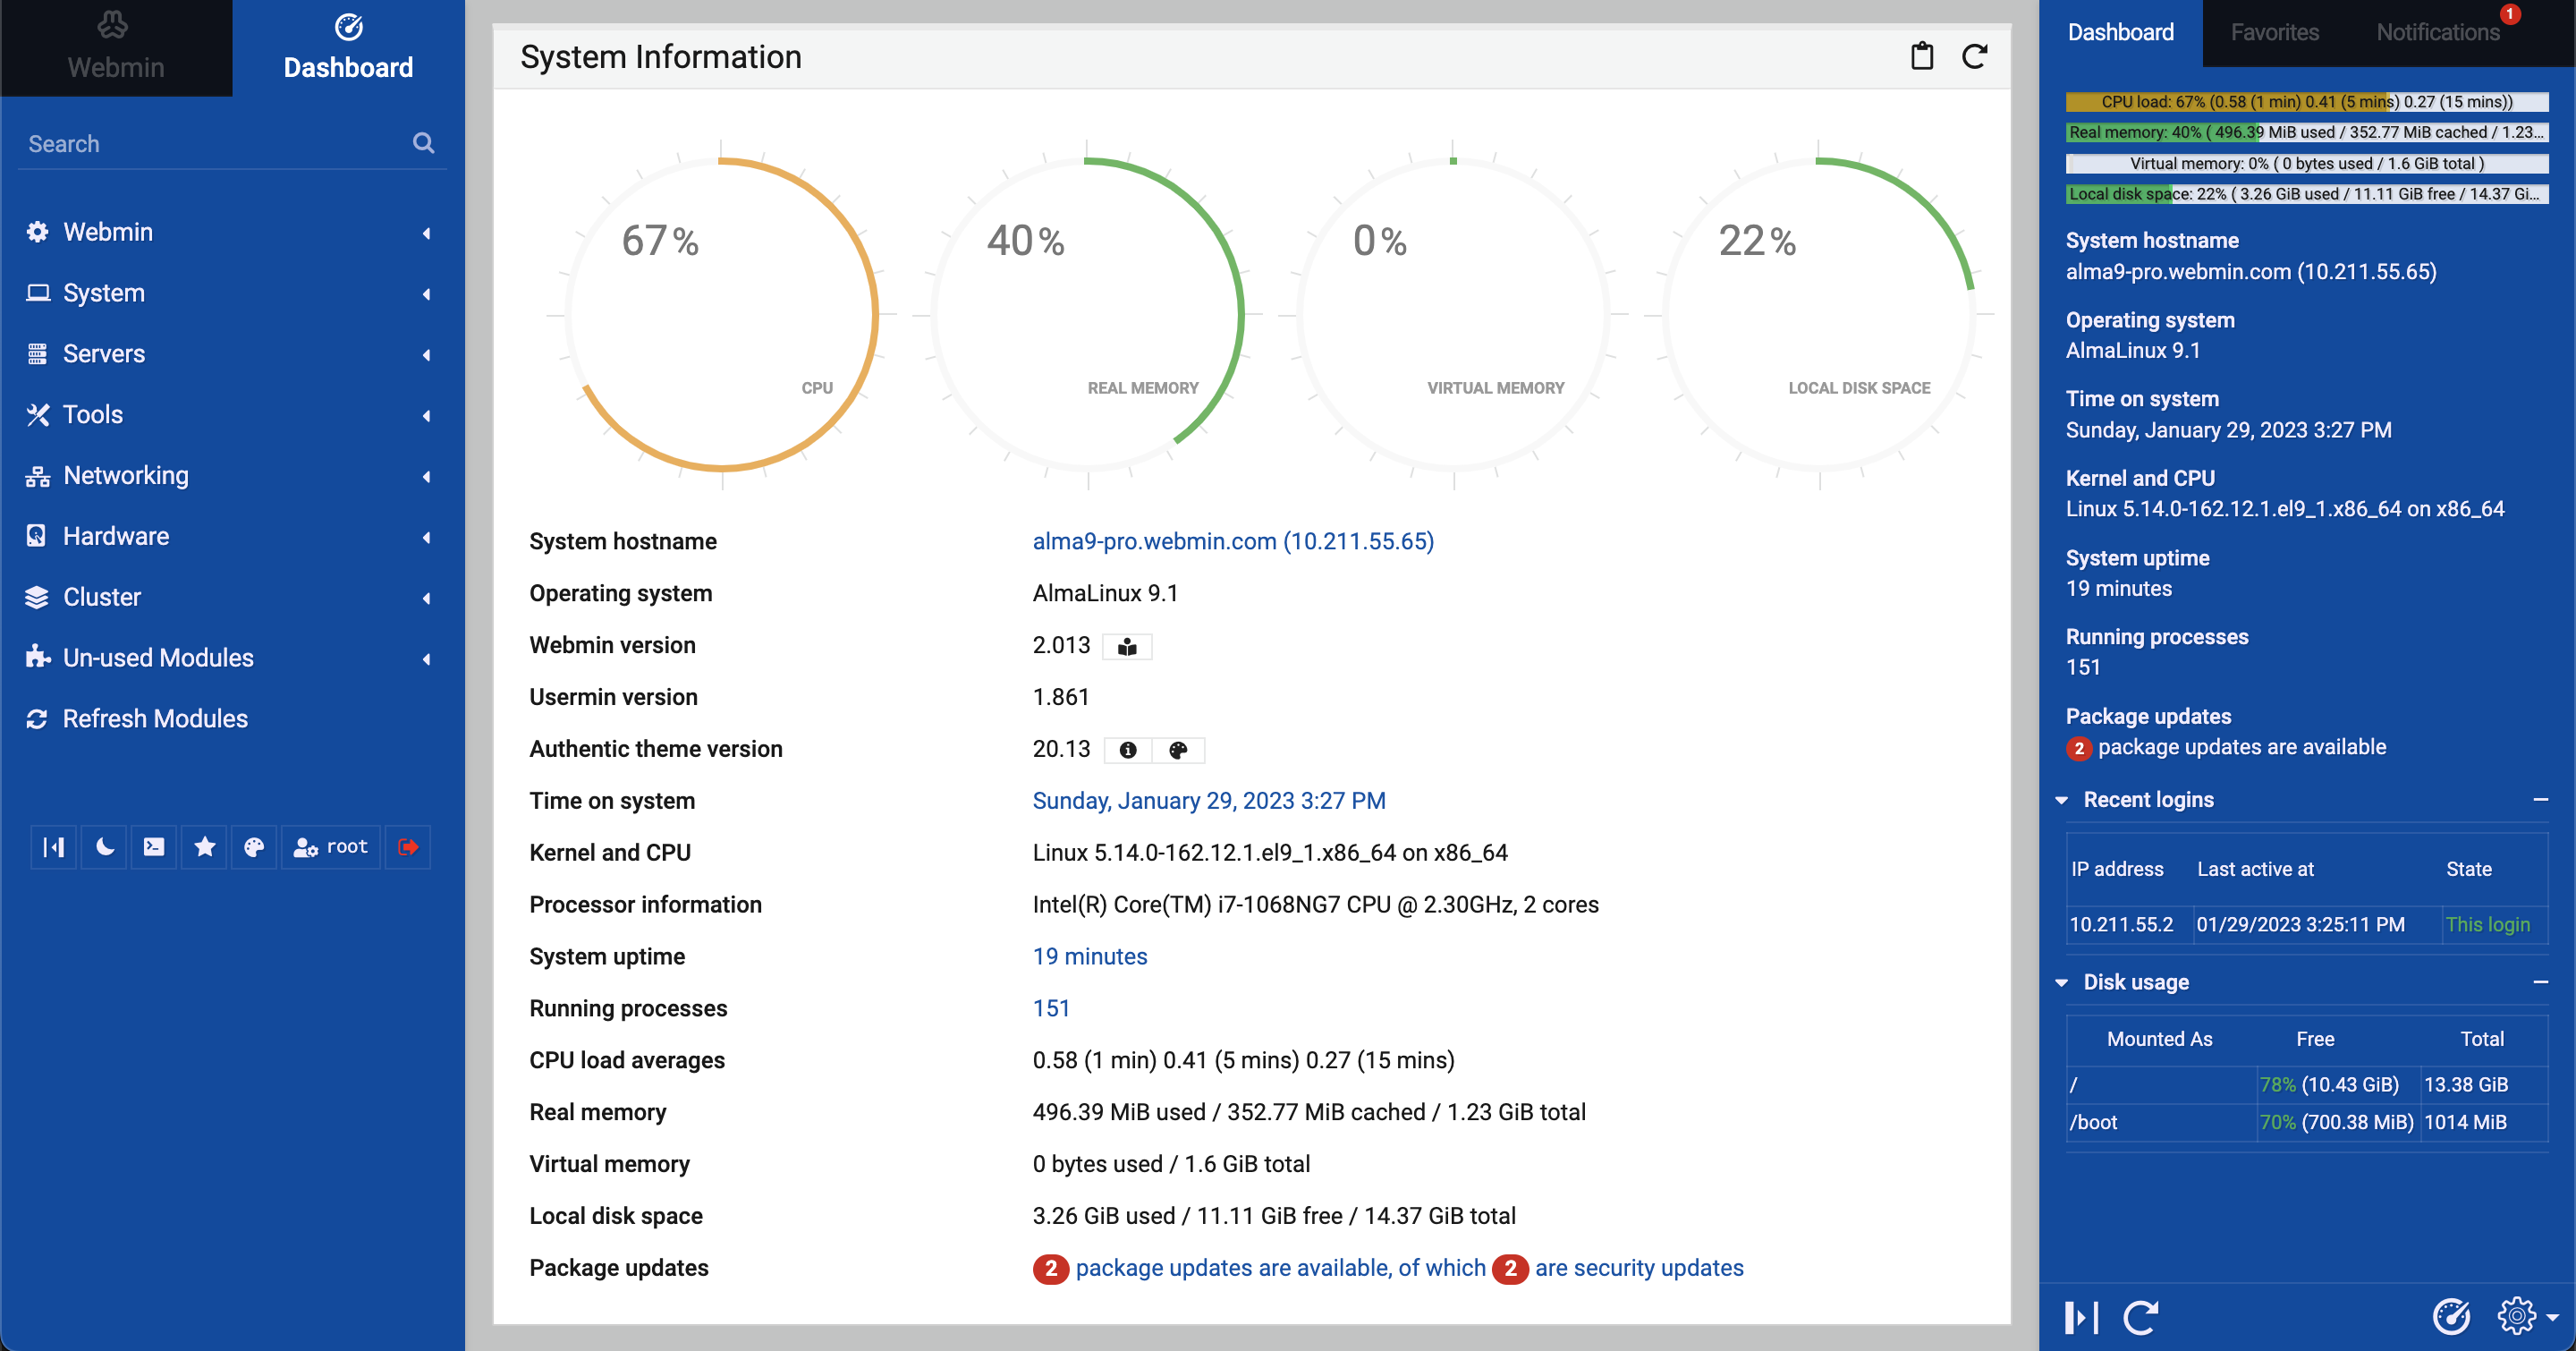 Webmin
Dashboard
Search
Webmin
System
Servers
Tools
Networking
Hardware
Cluster
Un-used Modules
Refresh Modules
root
System Information
67%
CPU
40%
REAL MEMORY
0%
VIRTUAL MEMORY
22%
LOCAL DISK SPACE
System hostname alma9-pro.webmin.com (10.211.55.65)
Operating system AlmaLinux 9.1
Webmin version 2.013
Usermin version 1.861
Authentic theme version 20.13
Time on system Sunday, January 29, 2023 3:27 PM
Kernel and CPU Linux 5.14.0-162.12.1.el9_1.x86_64 on x86_64
Processor information Intel(R) Core(TM) i7-1068NG7 CPU @ 2.30GHz, 2 cores
System uptime 19 minutes
Running processes 151
CPU load averages 0.58 (1 min) 0.41 (5 mins) 0.27 (15 mins)
Real memory 496.39 MiB used / 352.77 MiB cached / 1.23 GiB total
Virtual memory 0 bytes used / 1.6 GiB total
Local disk space 3.26 GiB used / 11.11 GiB free / 14.37 GiB total
Package updates 2 package updates are available, of which 2 are security updates
Dashboard Favorites Notifications 1
CPU load: 67% (0.58 (1 min) 0.41 (5 mins) 0.27 (15 mins))
Real memory: 40% ( 496.39 MiB used / 352.77 MiB cached / 1.23...
Virtual memory: 0% ( 0 bytes used / 1.6 GiB total )
Local disk space: 22% ( 3.26 GiB used / 11.11 GiB free / 14.37 Gi...
System hostname
alma9-pro.webmin.com (10.211.55.65)
Operating system
AlmaLinux 9.1
Time on system
Sunday, January 29, 2023 3:27 PM
Kernel and CPU
Linux 5.14.0-162.12.1.el9_1.x86_64 on x86_64
System uptime
19 minutes
Running processes
151
Package updates
2 package updates are available
Recent logins
IP address Last active at State
10.211.55.2 01/29/2023 3:25:11 PM This login
Disk usage
Mounted As Free Total
/ 78% (10.43 GiB) 13.38 GiB
/boot 70% (700.38 MiB) 1014 MiB